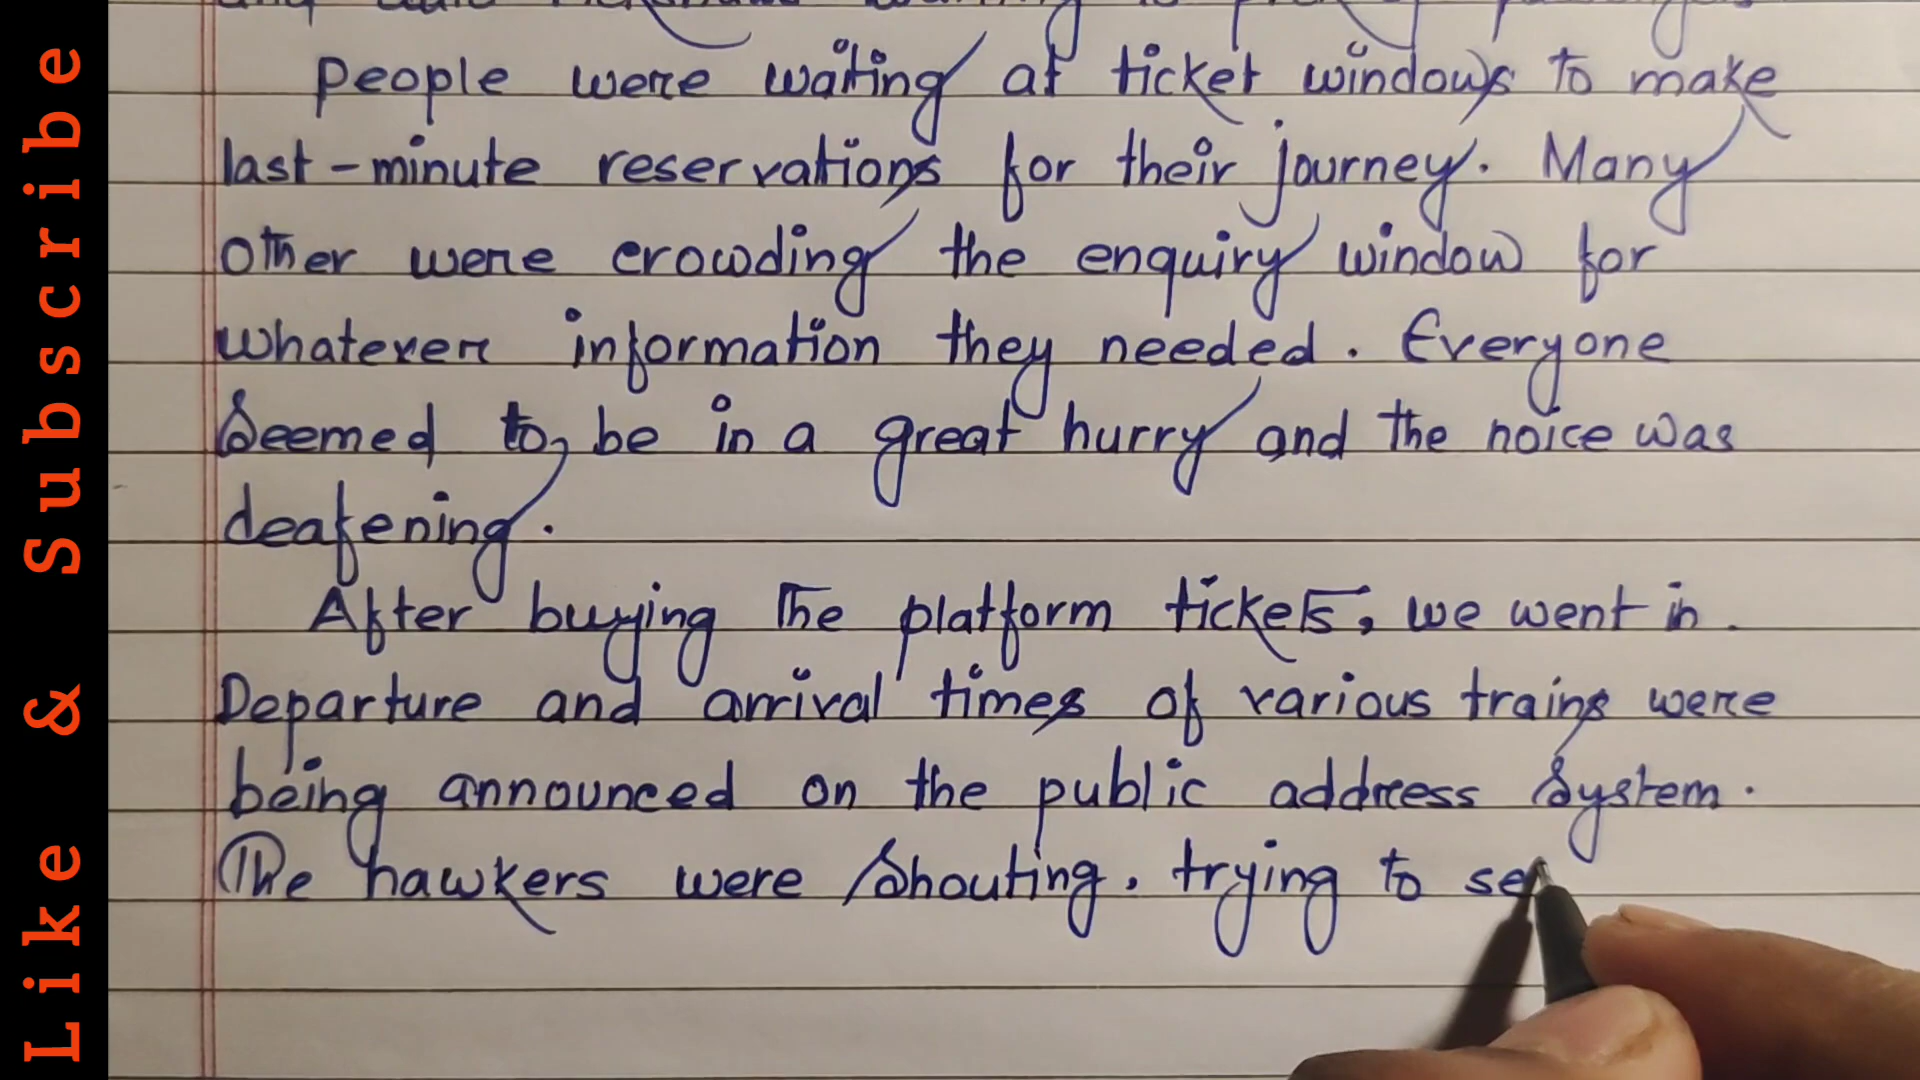 People were waiting at ticket windows to make
last-minute reservations for their journey. Many
other were crowding the enquiry window for
whatever information they needed. Everyone
seemed to be in a great hurry and the noice was
deafening.
After buying the platform tickets, we went in.
Departure and arrival times of various trains were
being announced on the public address system.
The hawkers were shouting, trying to se
Like & Subscribe